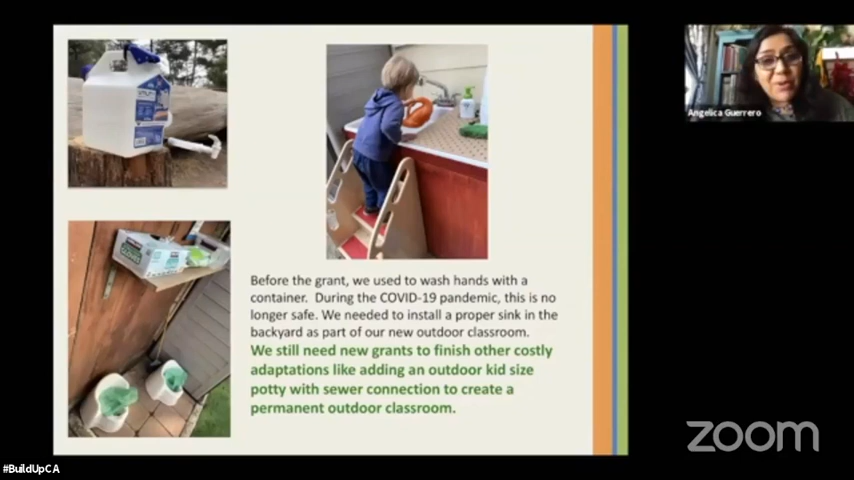 Angelica Guerrero
Before the grant, we used to wash hands with a
container. During the COVID-19 pandemic, this is no
longer safe. We needed to install a proper sink in the
backyard as part of our new outdoor classroom.
We still need new grants to finish other costly
adaptations like adding an outdoor kid size
potty with sewer connection to create a
permanent outdoor classroom.
zoom
#BuildUpCA